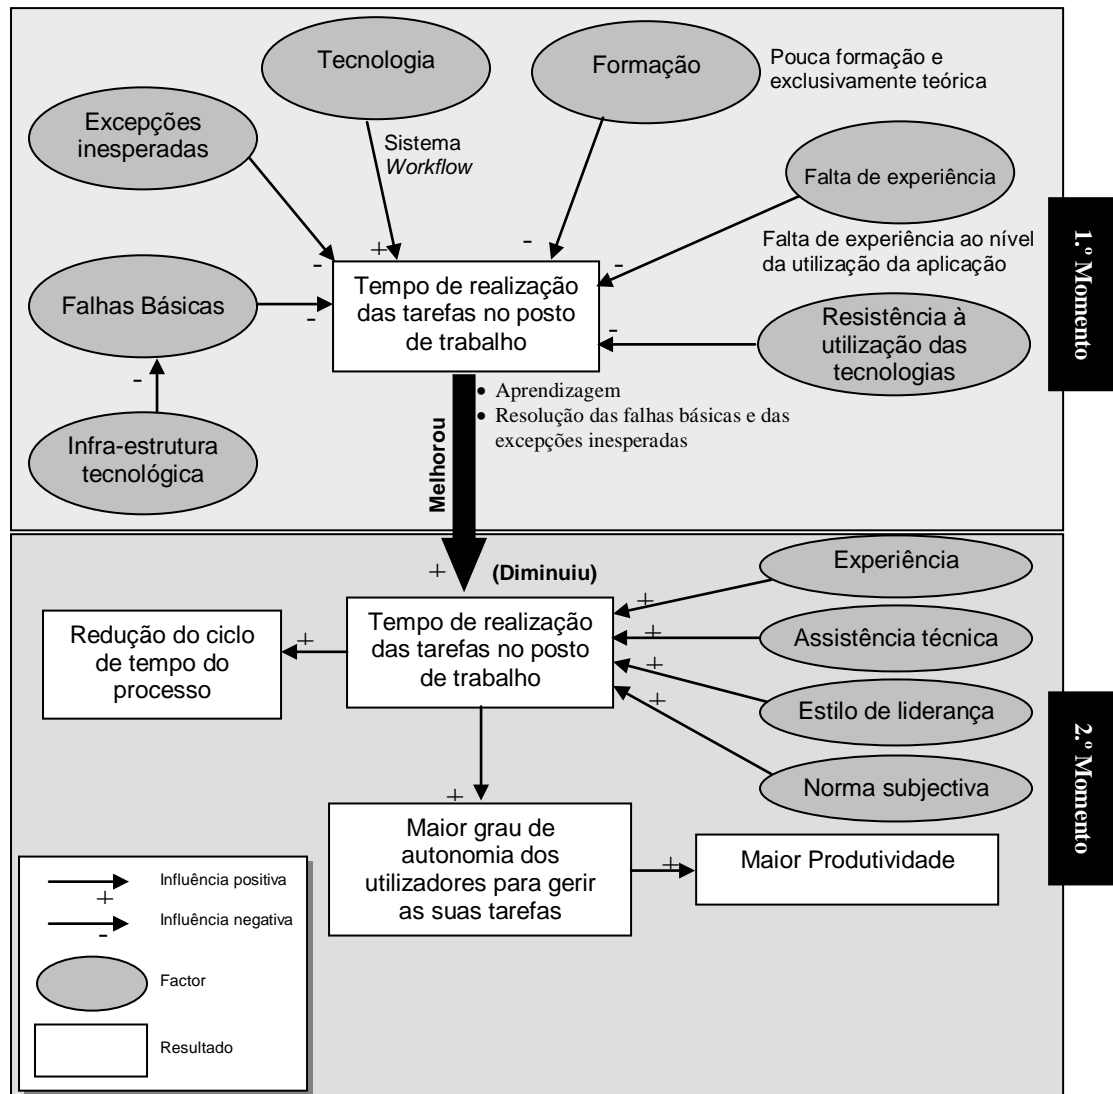 Tecnologia
Formação
Pouca formação e
exclusivamente teórica
Excepções
inesperadas
Sistema
Workflow
Falta de experiência
Falta de experiência ao nível
da utilização da aplicação
1.º Momento
+
-
-
-
Falhas Básicas
-
Tempo de realização
das tarefas no posto
de trabalho
-
Resistência à
utilização das
tecnologias
-
Infra-estrutura
tecnológica
Melhorou
• Aprendizagem
• Resolução das falhas básicas e das
excepções inesperadas
+
(Diminuiu)
Experiência
+
Redução do ciclo
de tempo do
processo
+
Tempo de realização
das tarefas no posto
de trabalho
+
Assistência técnica
+
Estilo de liderança
+
Norma subjectiva
2.º Momento
+
Maior grau de
autonomia dos
utilizadores para gerir
as suas tarefas
+
Maior Produtividade
Influência positiva
+
Influência negativa
-
Factor
Resultado